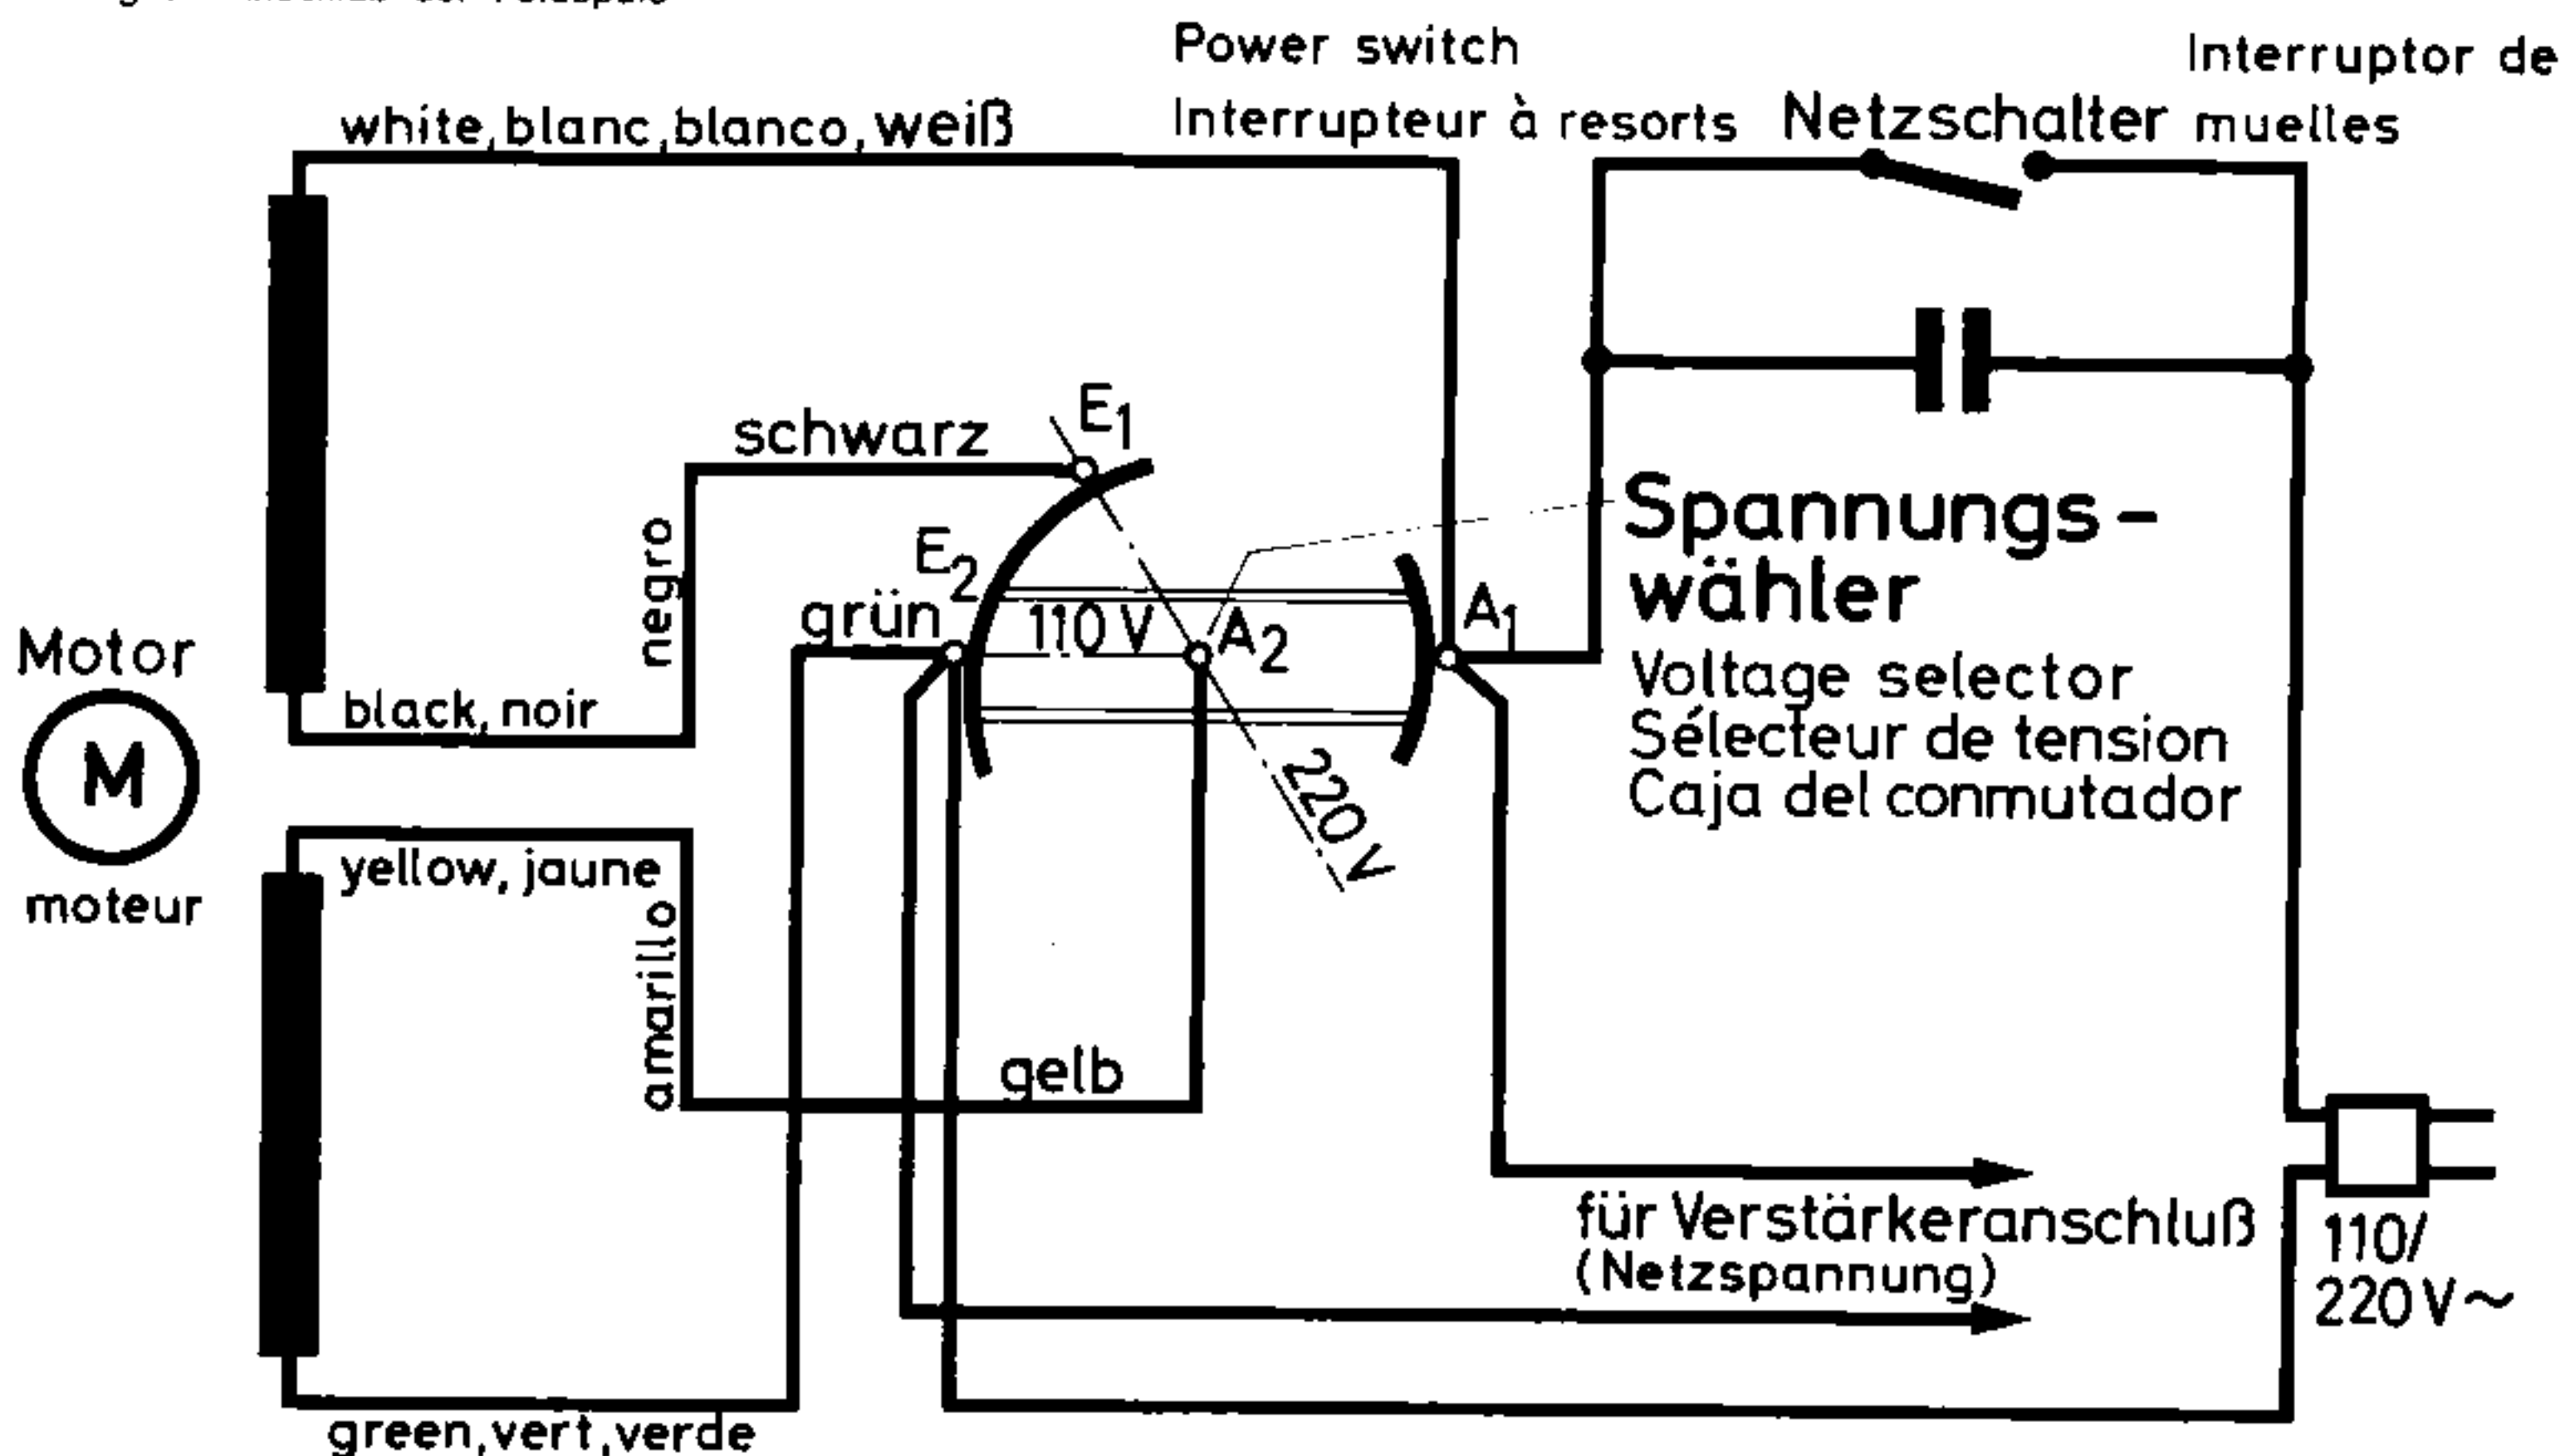 Power switch
Interrupteur à resorts
Netzschalter
Interruptor de
muelles
white, blanc, blanco, weiß
schwarz
negro
E1
E2
grün
110 V
A2
A1
220 V
Spannungs-
wähler
Voltage selector
Sélecteur de tension
Caja del conmutador
Motor
M
moteur
black, noir
yellow, jaune
amarillo
gelb
für Verstärkeranschluß
(Netzspannung)
110/
220 V~
green, vert, verde